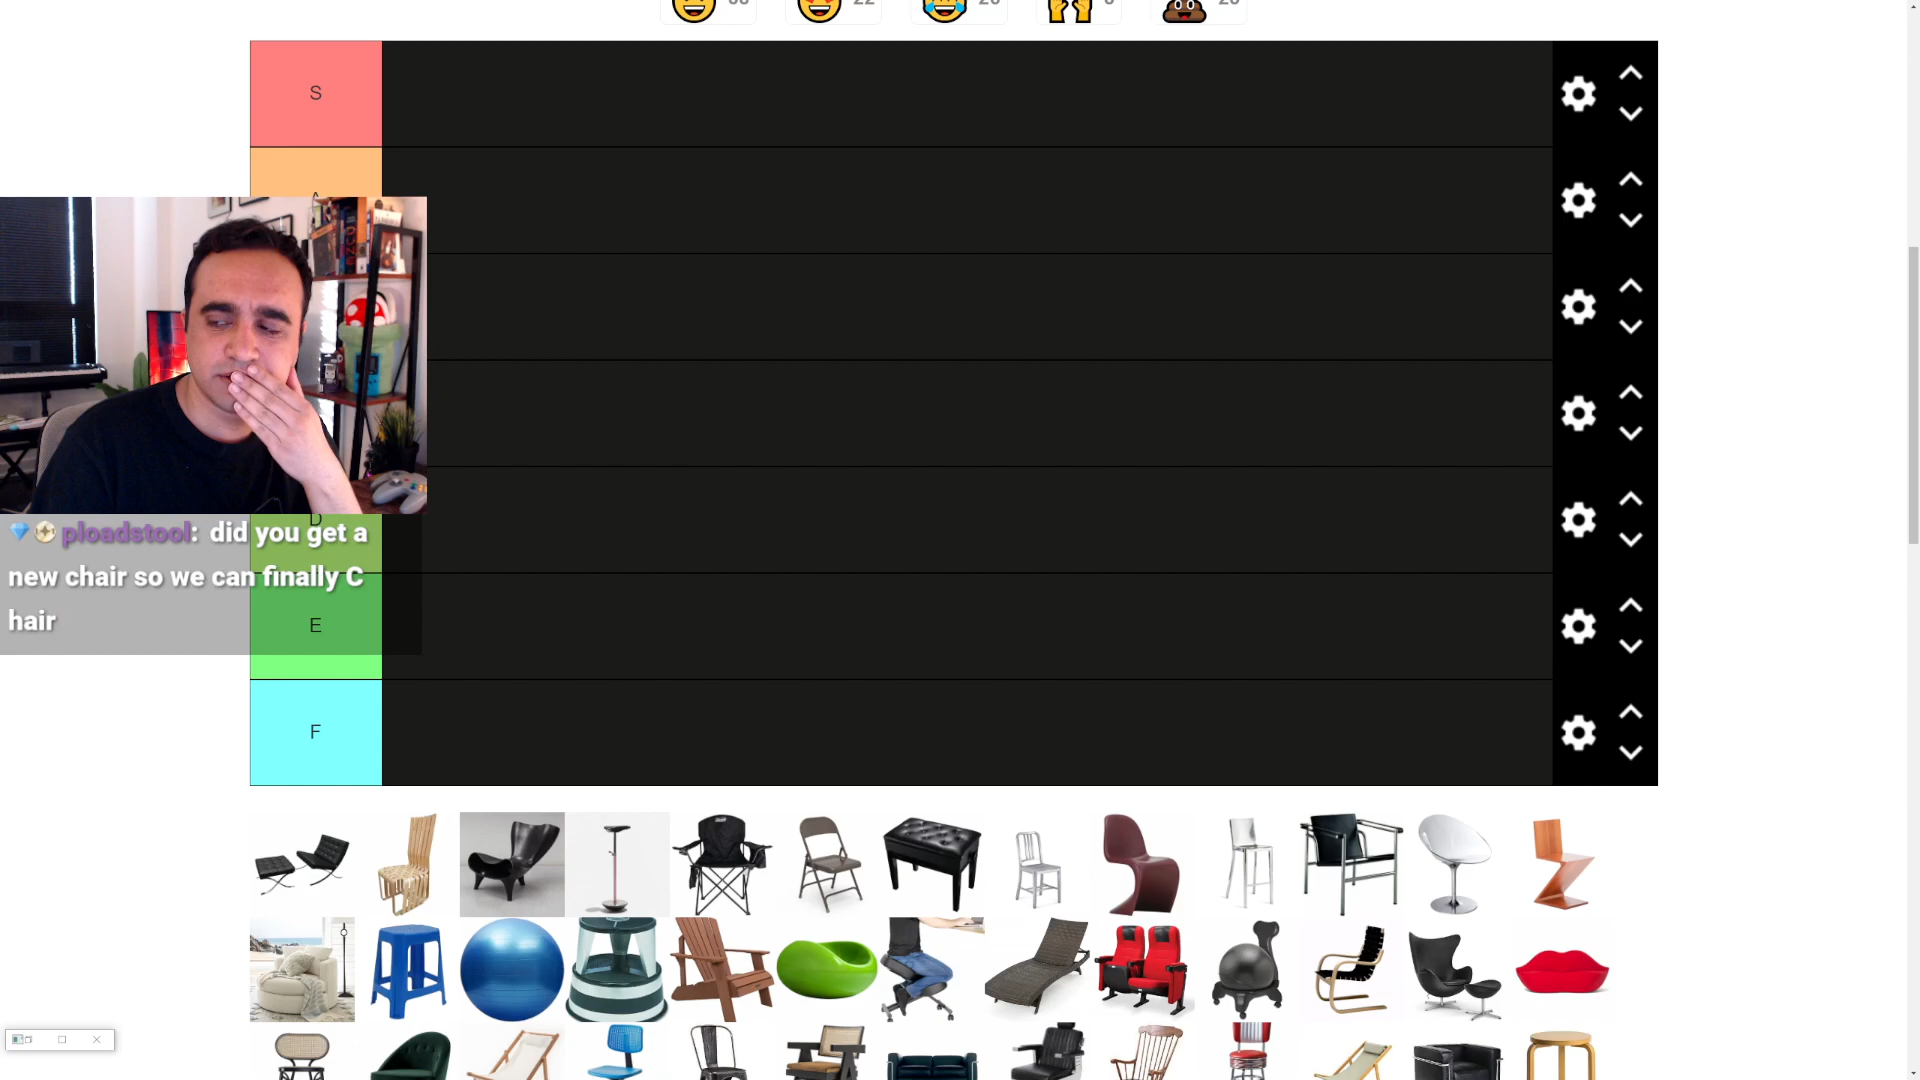 S
A
D
ploadstool: did you get a
new chair so we can finally C
hair
E
F